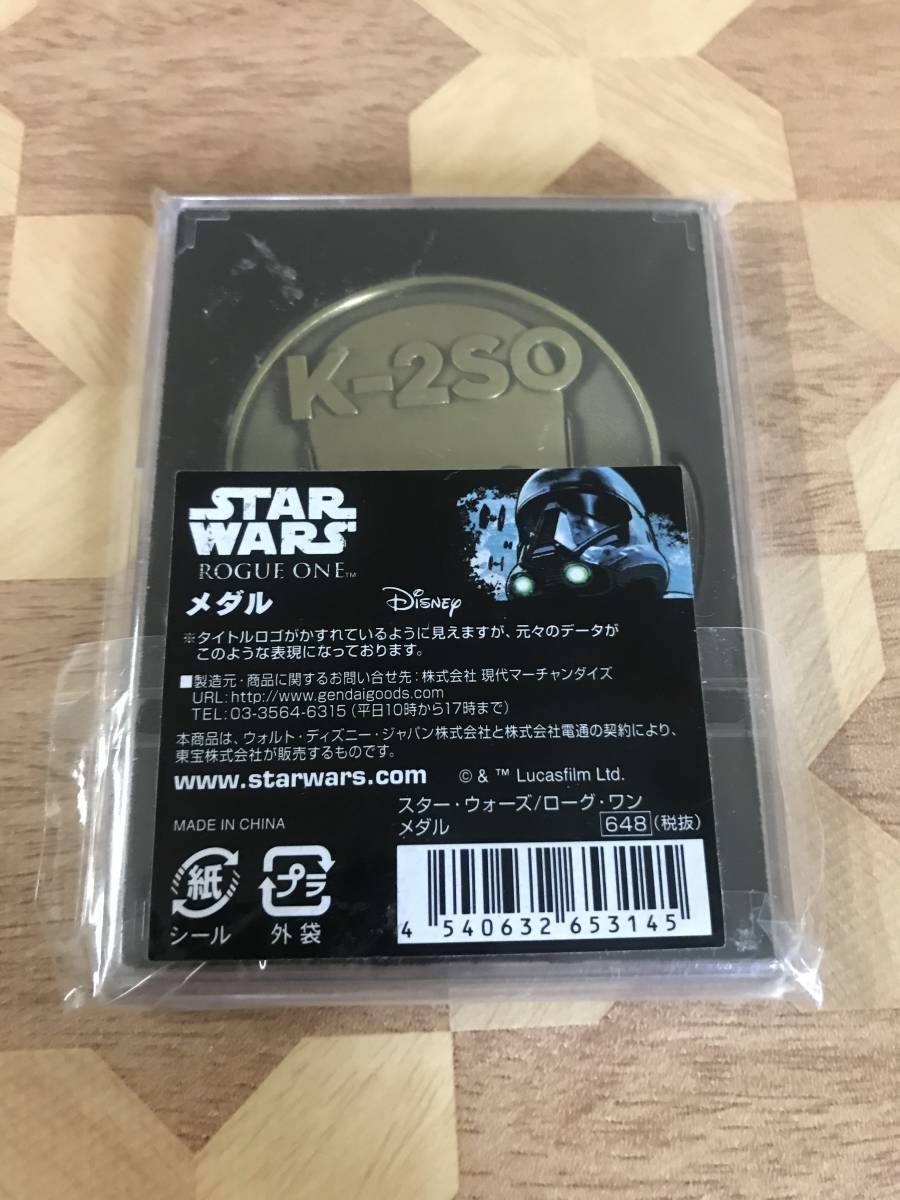 K-2SO
STAR
WARS
ROGUE ONE™
メダル
Disney
※タイトルロゴがかすれているように見えますが、元々のデータが
このような表現になっております。
■製造元・商品に関するお問い合せ先:株式会社 現代マーチャンダイズ
URL:http://www.gendaigoods.com
TEL:03-3564-6315(平日10時から17時まで)
本商品は、ウォルト・ディズニー・ジャパン株式会社と株式会社電通の契約により、
東宝株式会社が販売するものです。
www.starwars.com © & ™ Lucasfilm Ltd.
スター・ウォーズ/ローグ・ワン
メダル 648(税抜)
MADE IN CHINA
紙
シール
プラ
外袋
4 540632 653145